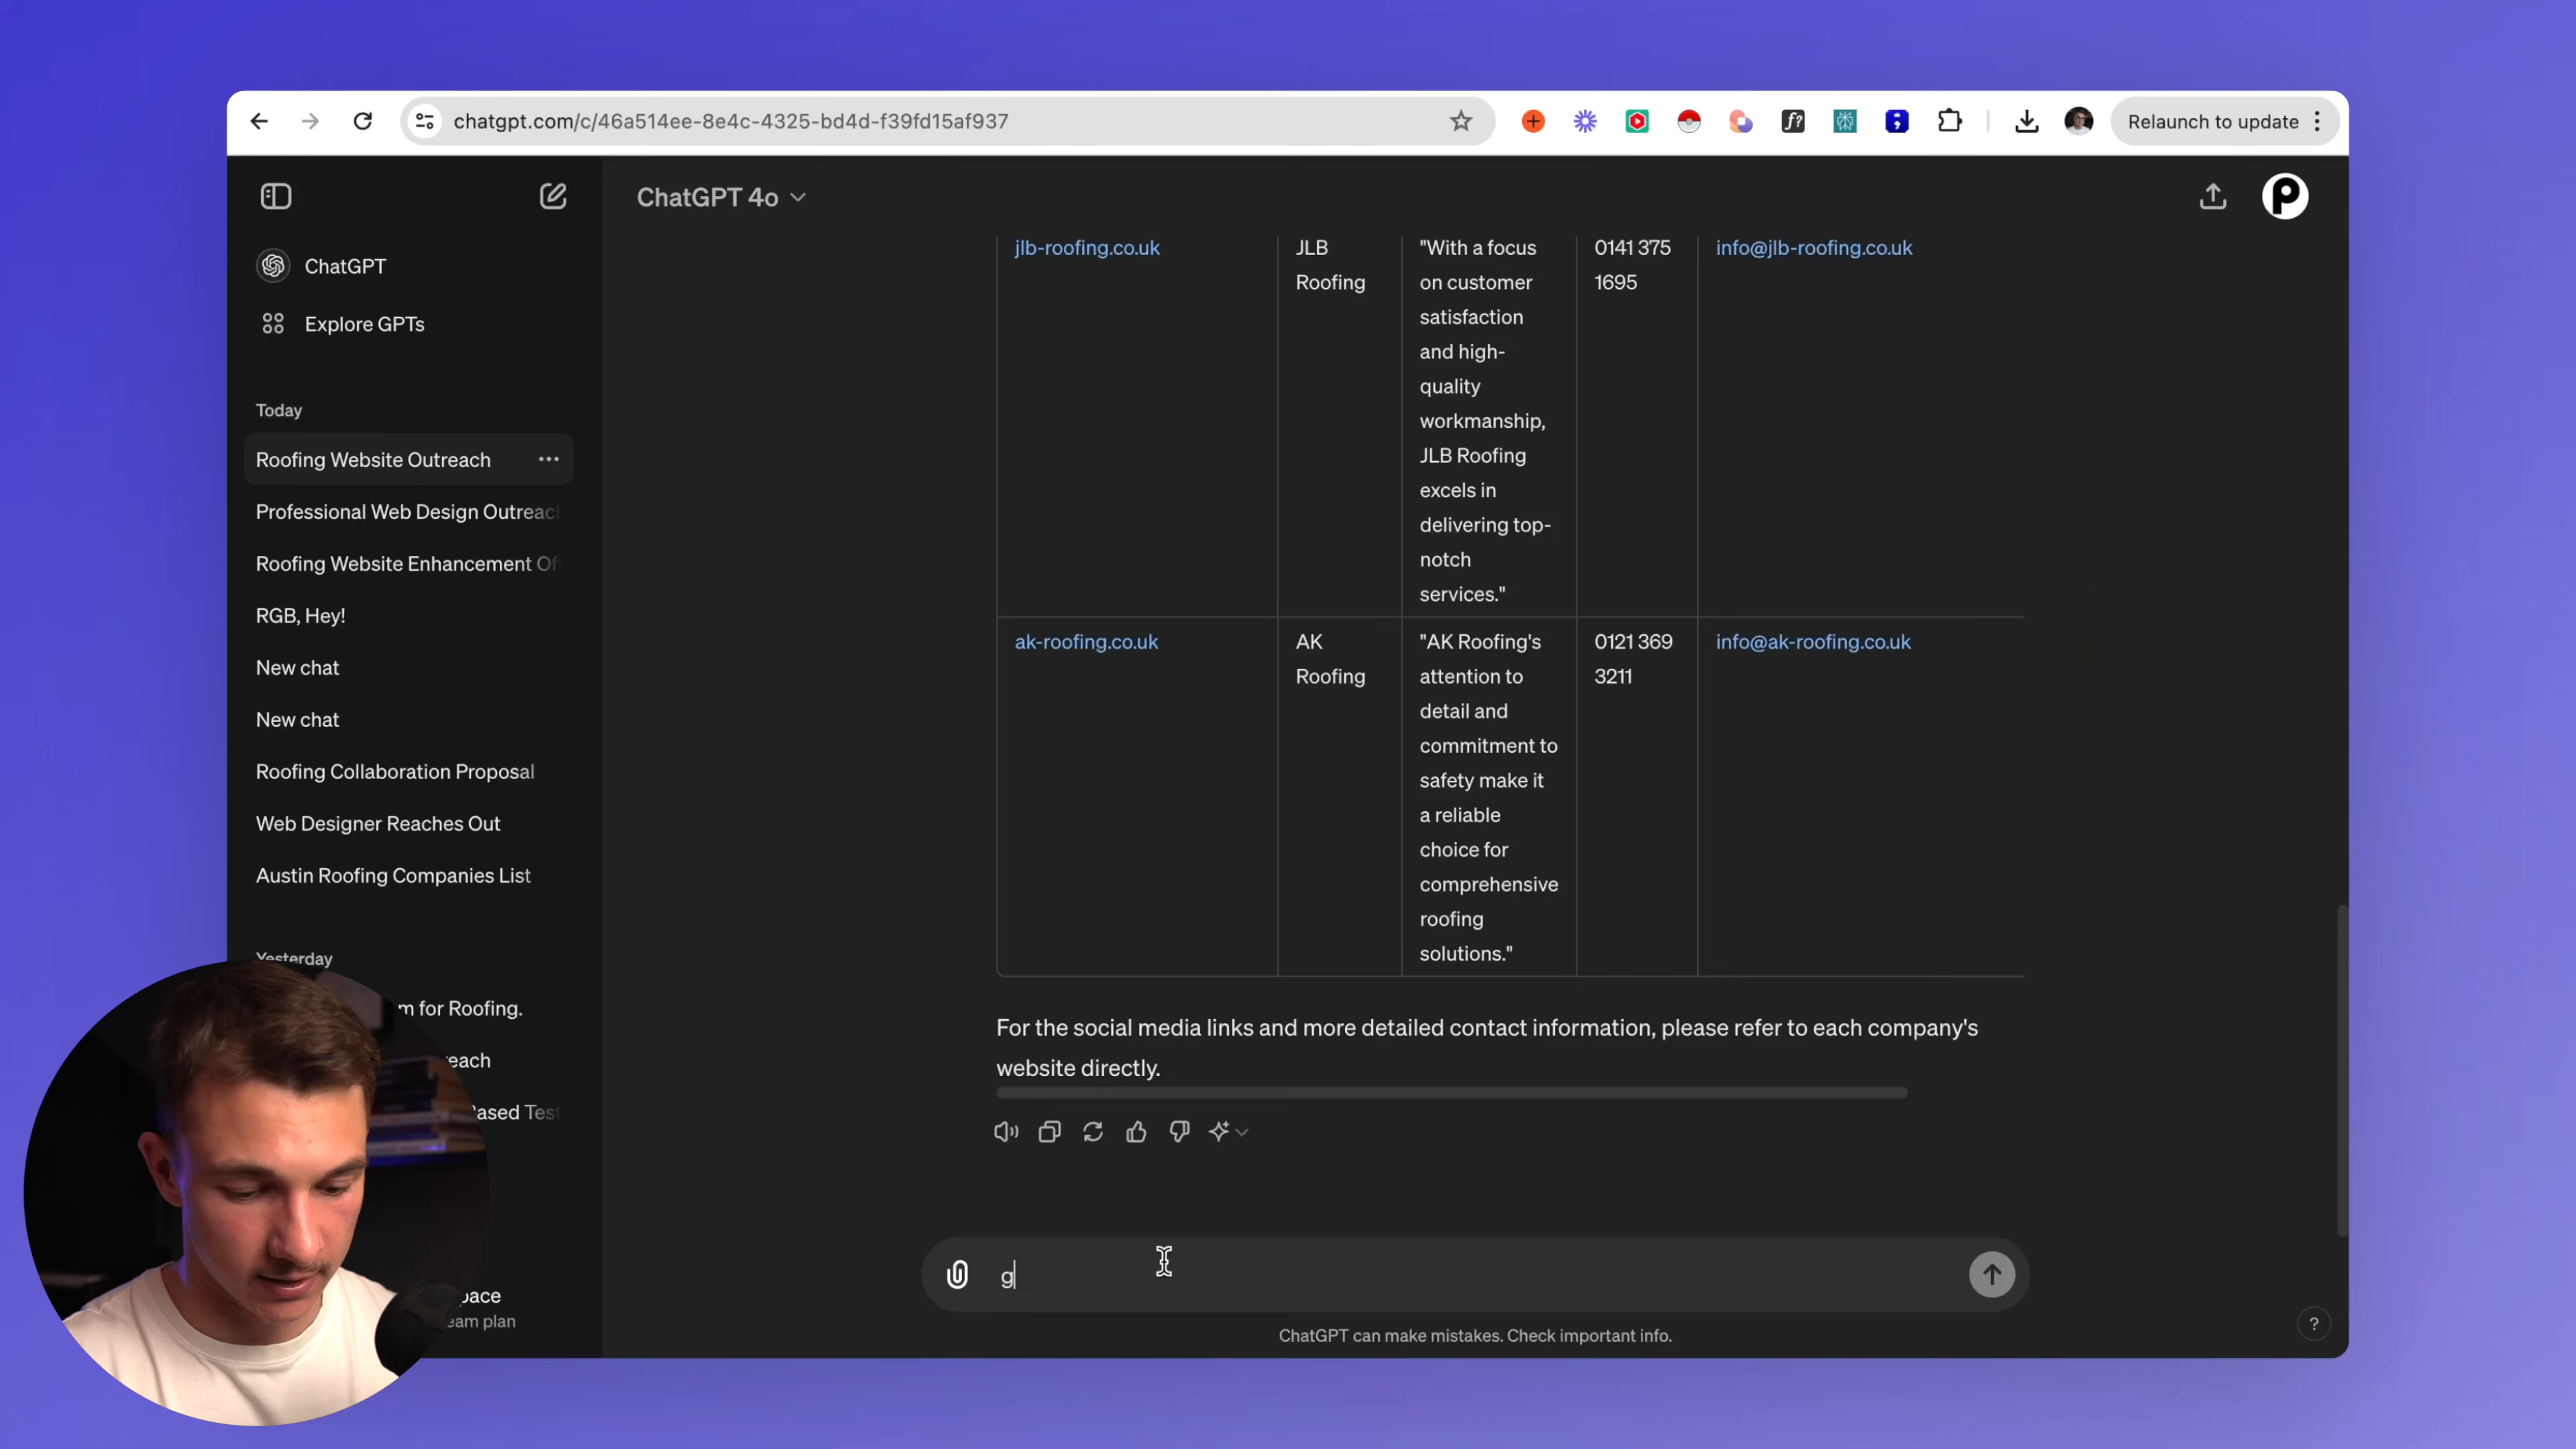 chatgpt.com/c/46a514ee-8e4c-4325-bd4d-f39fd15af937
Relaunch to update
ChatGPT
Explore GPTs
Today
Roofing Website Outreach
Professional Web Design Outreac
Roofing Website Enhancement Of
RGB, Hey!
New chat
New chat
Roofing Collaboration Proposal
Web Designer Reaches Out
Austin Roofing Companies List
Yesterday
m for Roofing.
each
ased Test
pace
eam plan
ChatGPT 4o
jlb-roofing.co.uk
JLB
Roofing
"With a focus
on customer
satisfaction
and high-
quality
workmanship,
JLB Roofing
excels in
delivering top-
notch
services."
0141 375
1695
info@jlb-roofing.co.uk
ak-roofing.co.uk
AK
Roofing
"AK Roofing's
attention to
detail and
commitment to
safety make it
a reliable
choice for
comprehensive
roofing
solutions."
0121 369
3211
info@ak-roofing.co.uk
For the social media links and more detailed contact information, please refer to each company's
website directly.
g
ChatGPT can make mistakes. Check important info.
?